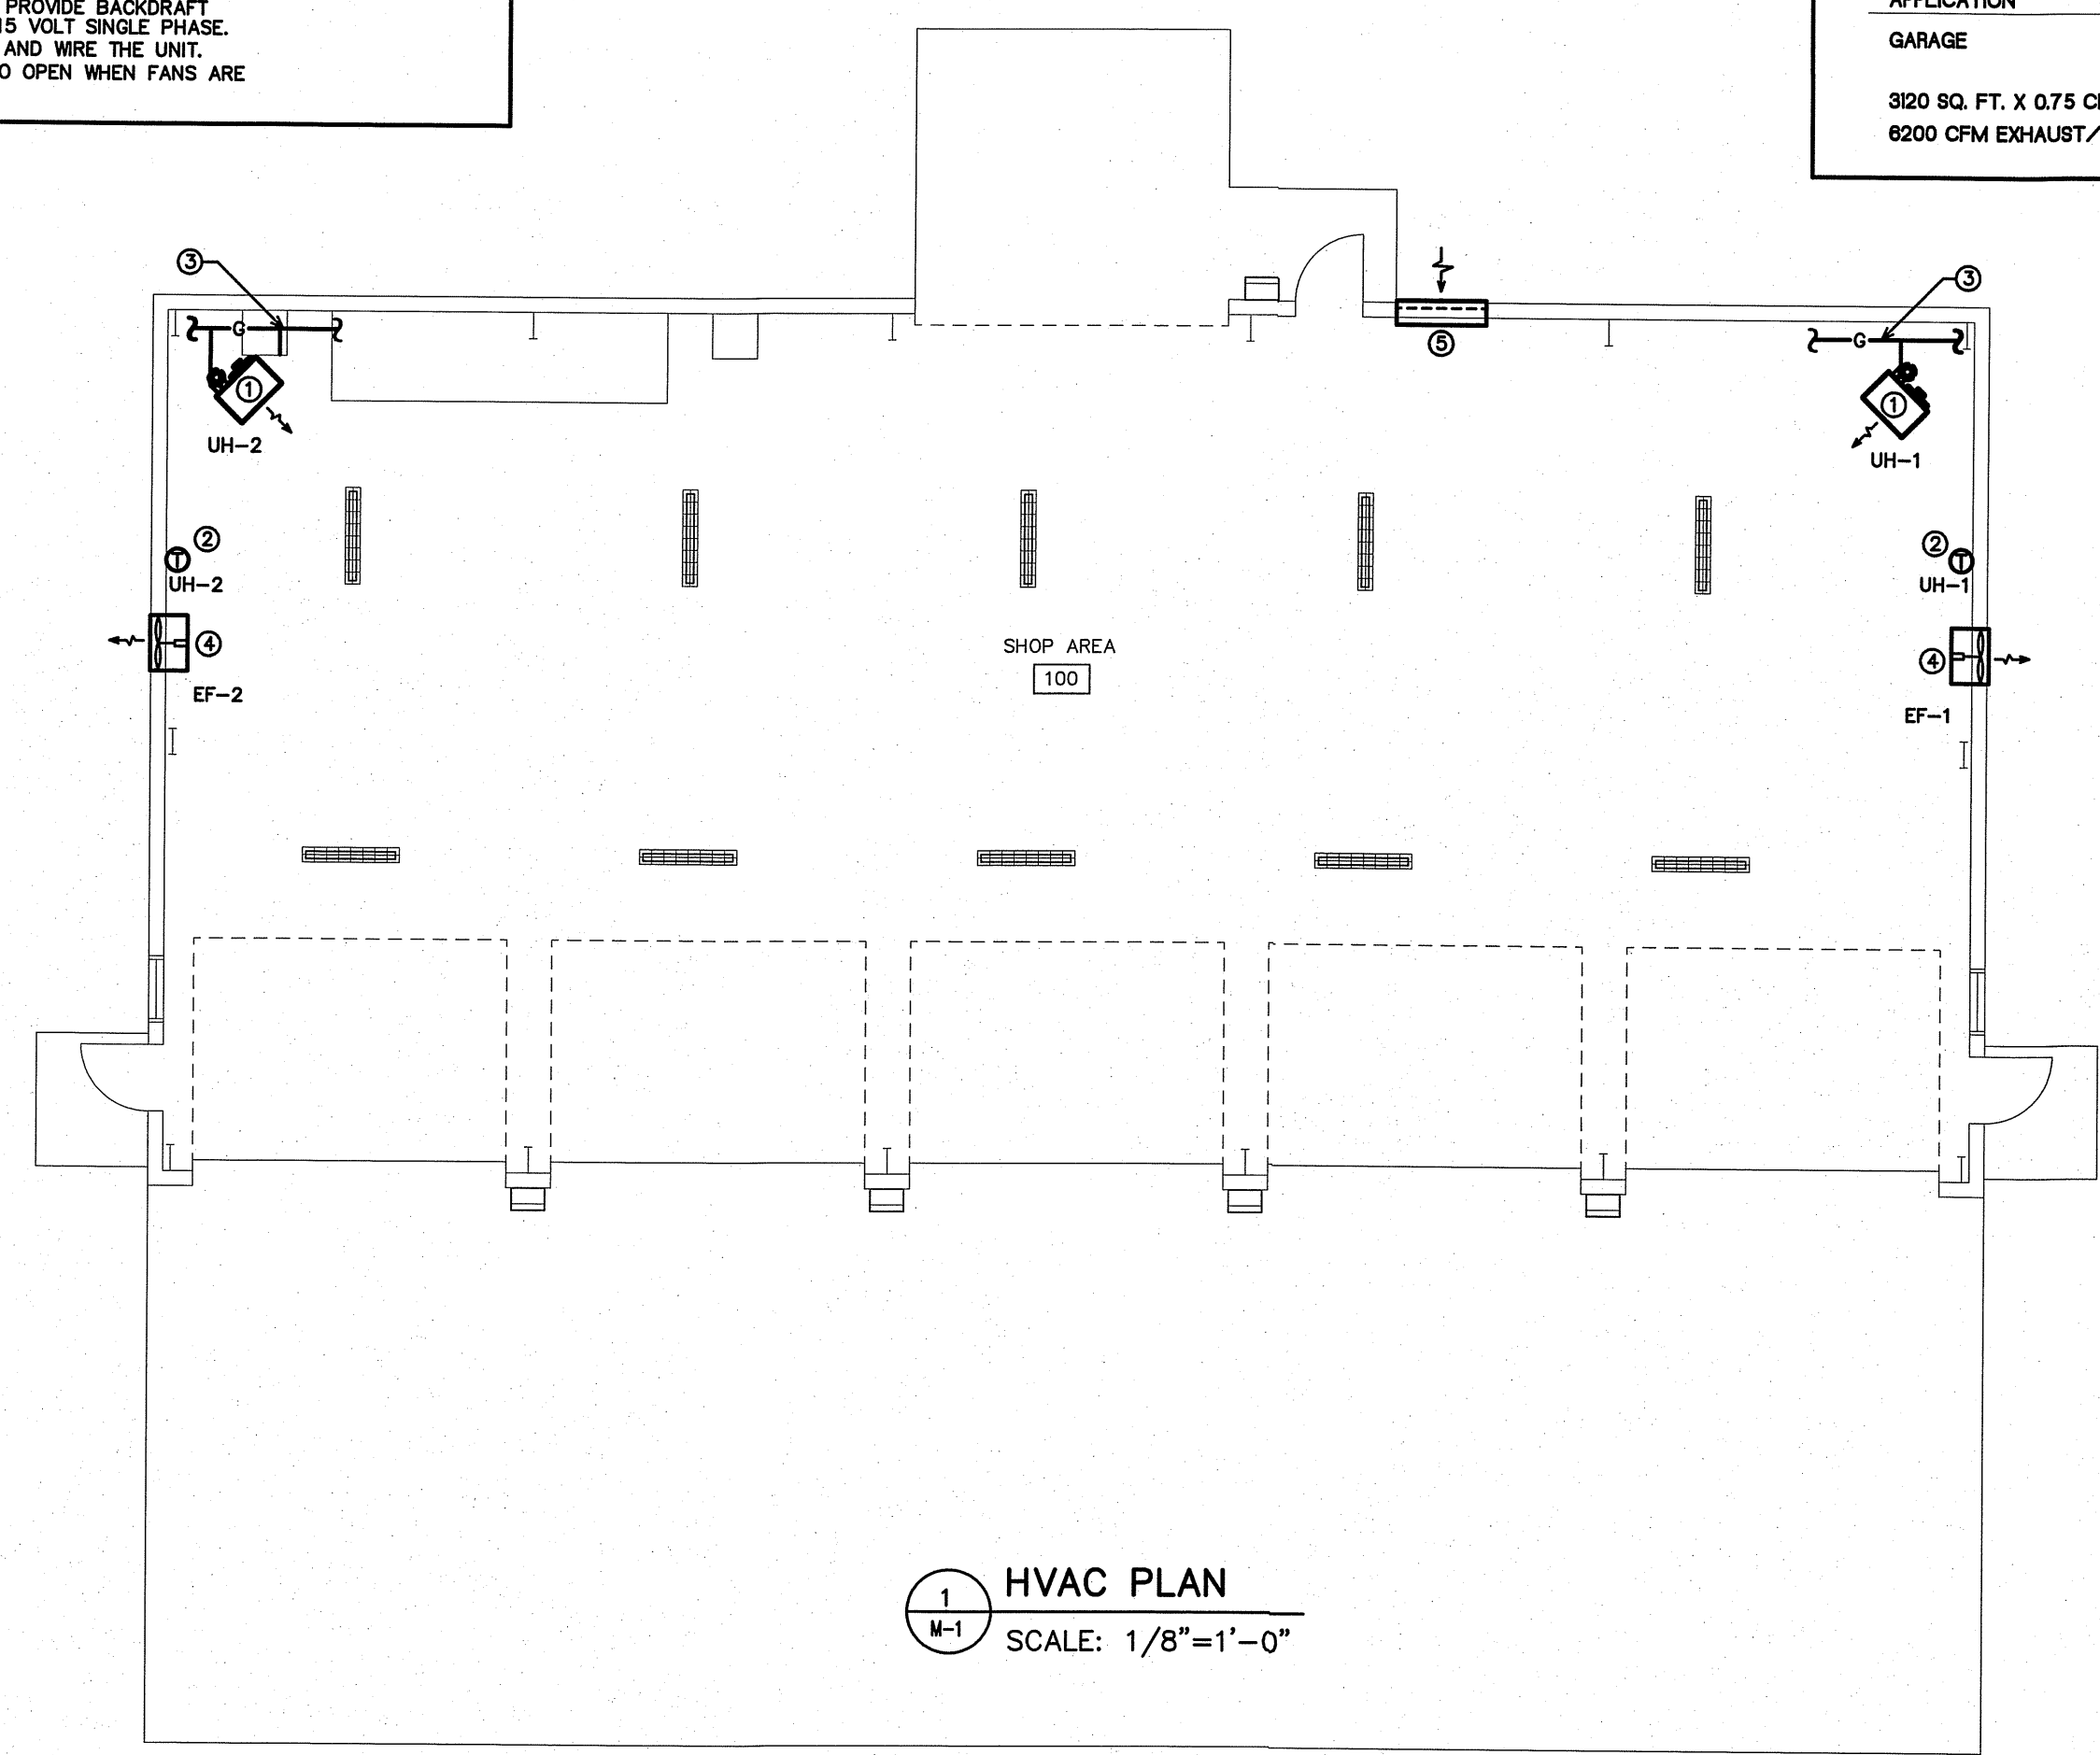 PROVIDE BACKDRAFT
15 VOLT SINGLE PHASE.
AND WIRE THE UNIT.
O OPEN WHEN FANS ARE
APPLICATION
GARAGE
3120 SQ. FT. X 0.75
6200 CFM EXHAUST/
3
3
G
G
5
1
1
UH-2
UH-1
2
2
T
T
UH-2
UH-1
4
4
SHOP AREA
100
EF-2
EF-1
1
M-1
HVAC PLAN
SCALE: 1/8"=1'-0"